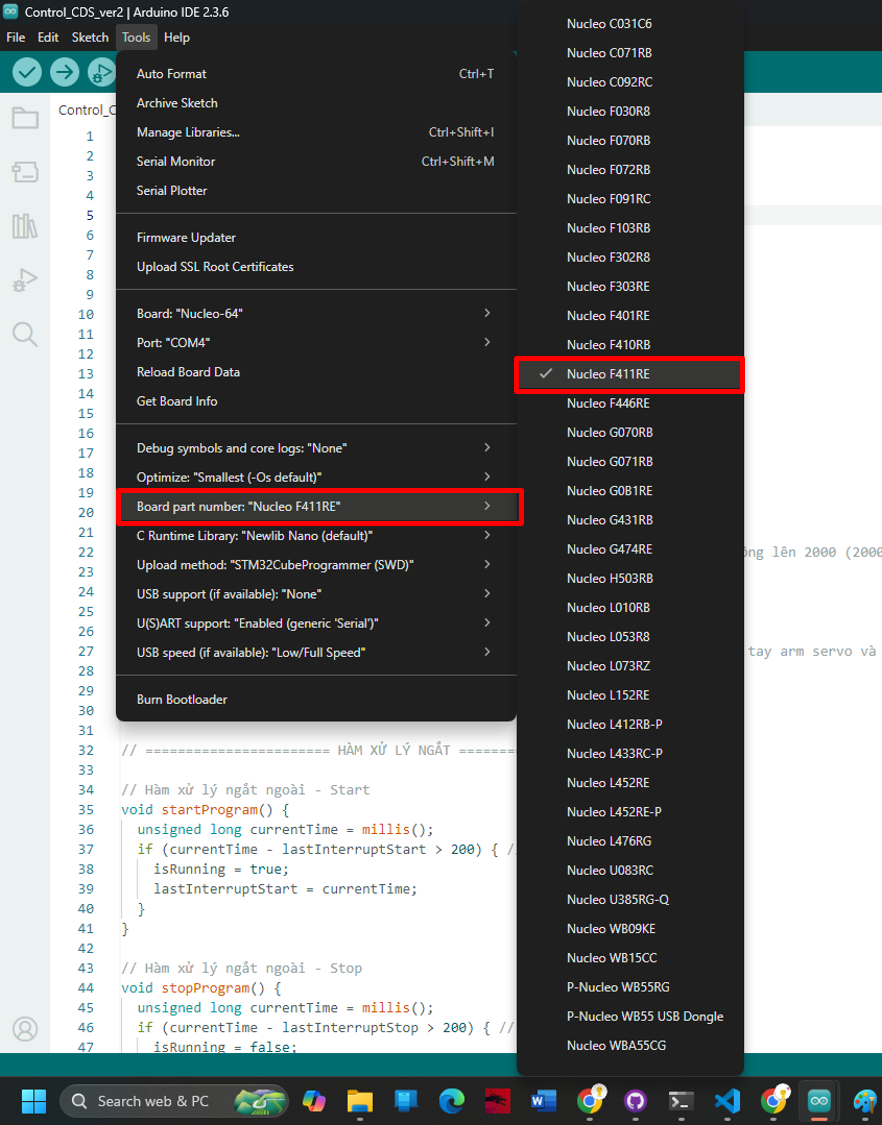 Control_CDS_ver2 | Arduino IDE 2.3.6
File Edit Sketch Tools Help
Control_C
Auto Format Ctrl+T
Archive Sketch
Manage Libraries... Ctrl+Shift+I
Serial Monitor Ctrl+Shift+M
Serial Plotter
Firmware Updater
Upload SSL Root Certificates
Board: "Nucleo-64"
Port: "COM4"
Reload Board Data
Get Board Info
Debug symbols and core logs: "None"
Optimize: "Smallest (-Os default)"
Board part number: "Nucleo F411RE"
C Runtime Library: "Newlib Nano (default)"
Upload method: "STM32CubeProgrammer (SWD)"
USB support (if available): "None"
U(S)ART support: "Enabled (generic 'Serial')"
USB speed (if available): "Low/Full Speed"
Burn Bootloader
Nucleo C031C6
Nucleo C071RB
Nucleo C092RC
Nucleo F030R8
Nucleo F070RB
Nucleo F072RB
Nucleo F091RC
Nucleo F103RB
Nucleo F302R8
Nucleo F303RE
Nucleo F401RE
Nucleo F410RB
Nucleo F411RE
Nucleo F446RE
Nucleo G070RB
Nucleo G071RB
Nucleo G0B1RE
Nucleo G431RB
Nucleo G474RE
Nucleo H503RB
Nucleo L010RB
Nucleo L053R8
Nucleo L073RZ
Nucleo L152RE
Nucleo L412RB-P
Nucleo L433RC-P
Nucleo L452RE
Nucleo L452RE-P
Nucleo L476RG
Nucleo U083RC
Nucleo U385RG-Q
Nucleo WB09KE
Nucleo WB15CC
P-Nucleo WB55RG
P-Nucleo WB55 USB Dongle
Nucleo WBA55CG
1
2
3
4
5
6
7
8
9
10
11
12
13
14
15
16
17
18
19
20
21
22 lên 2000 (2000
23
24
25
26
27 tay arm servo và
28
29
30
31
32 // ======================= HÀM XỬ LÝ NGẮT =======
33
34 // Hàm xử lý ngắt ngoài - Start
35 void startProgram() {
36 unsigned long currentTime = millis();
37 if (currentTime - lastInterruptStart > 200) { //
38 isRunning = true;
39 lastInterruptStart = currentTime;
40 }
41 }
42
43 // Hàm xử lý ngắt ngoài - Stop
44 void stopProgram() {
45 unsigned long currentTime = millis();
46 if (currentTime - lastInterruptStop > 200) { //
47 isRunning = false;
Search web & PC